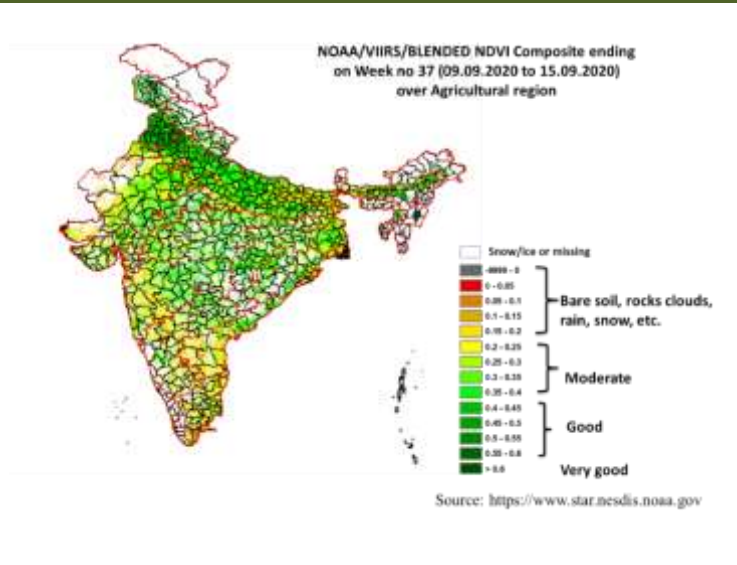 NOAA/VIIRS/BLENDED NDVI Composite ending
on Week no 37 (09.09.2020 to 15.09.2020)
over Agricultural region
Snow/ice or missing
-9999 - 0
0 - 0.05
0.05 - 0.1
0.1 - 0.15
0.15 - 0.2
Bare soil, rocks clouds,
rain, snow, etc.
0.2 - 0.25
0.25 - 0.3
0.3 - 0.35
0.35 - 0.4
Moderate
0.4 - 0.45
0.45 - 0.5
0.5 - 0.55
0.55 - 0.6
Good
> 0.6
Very good
Source: https://www.star.nesdis.noaa.gov